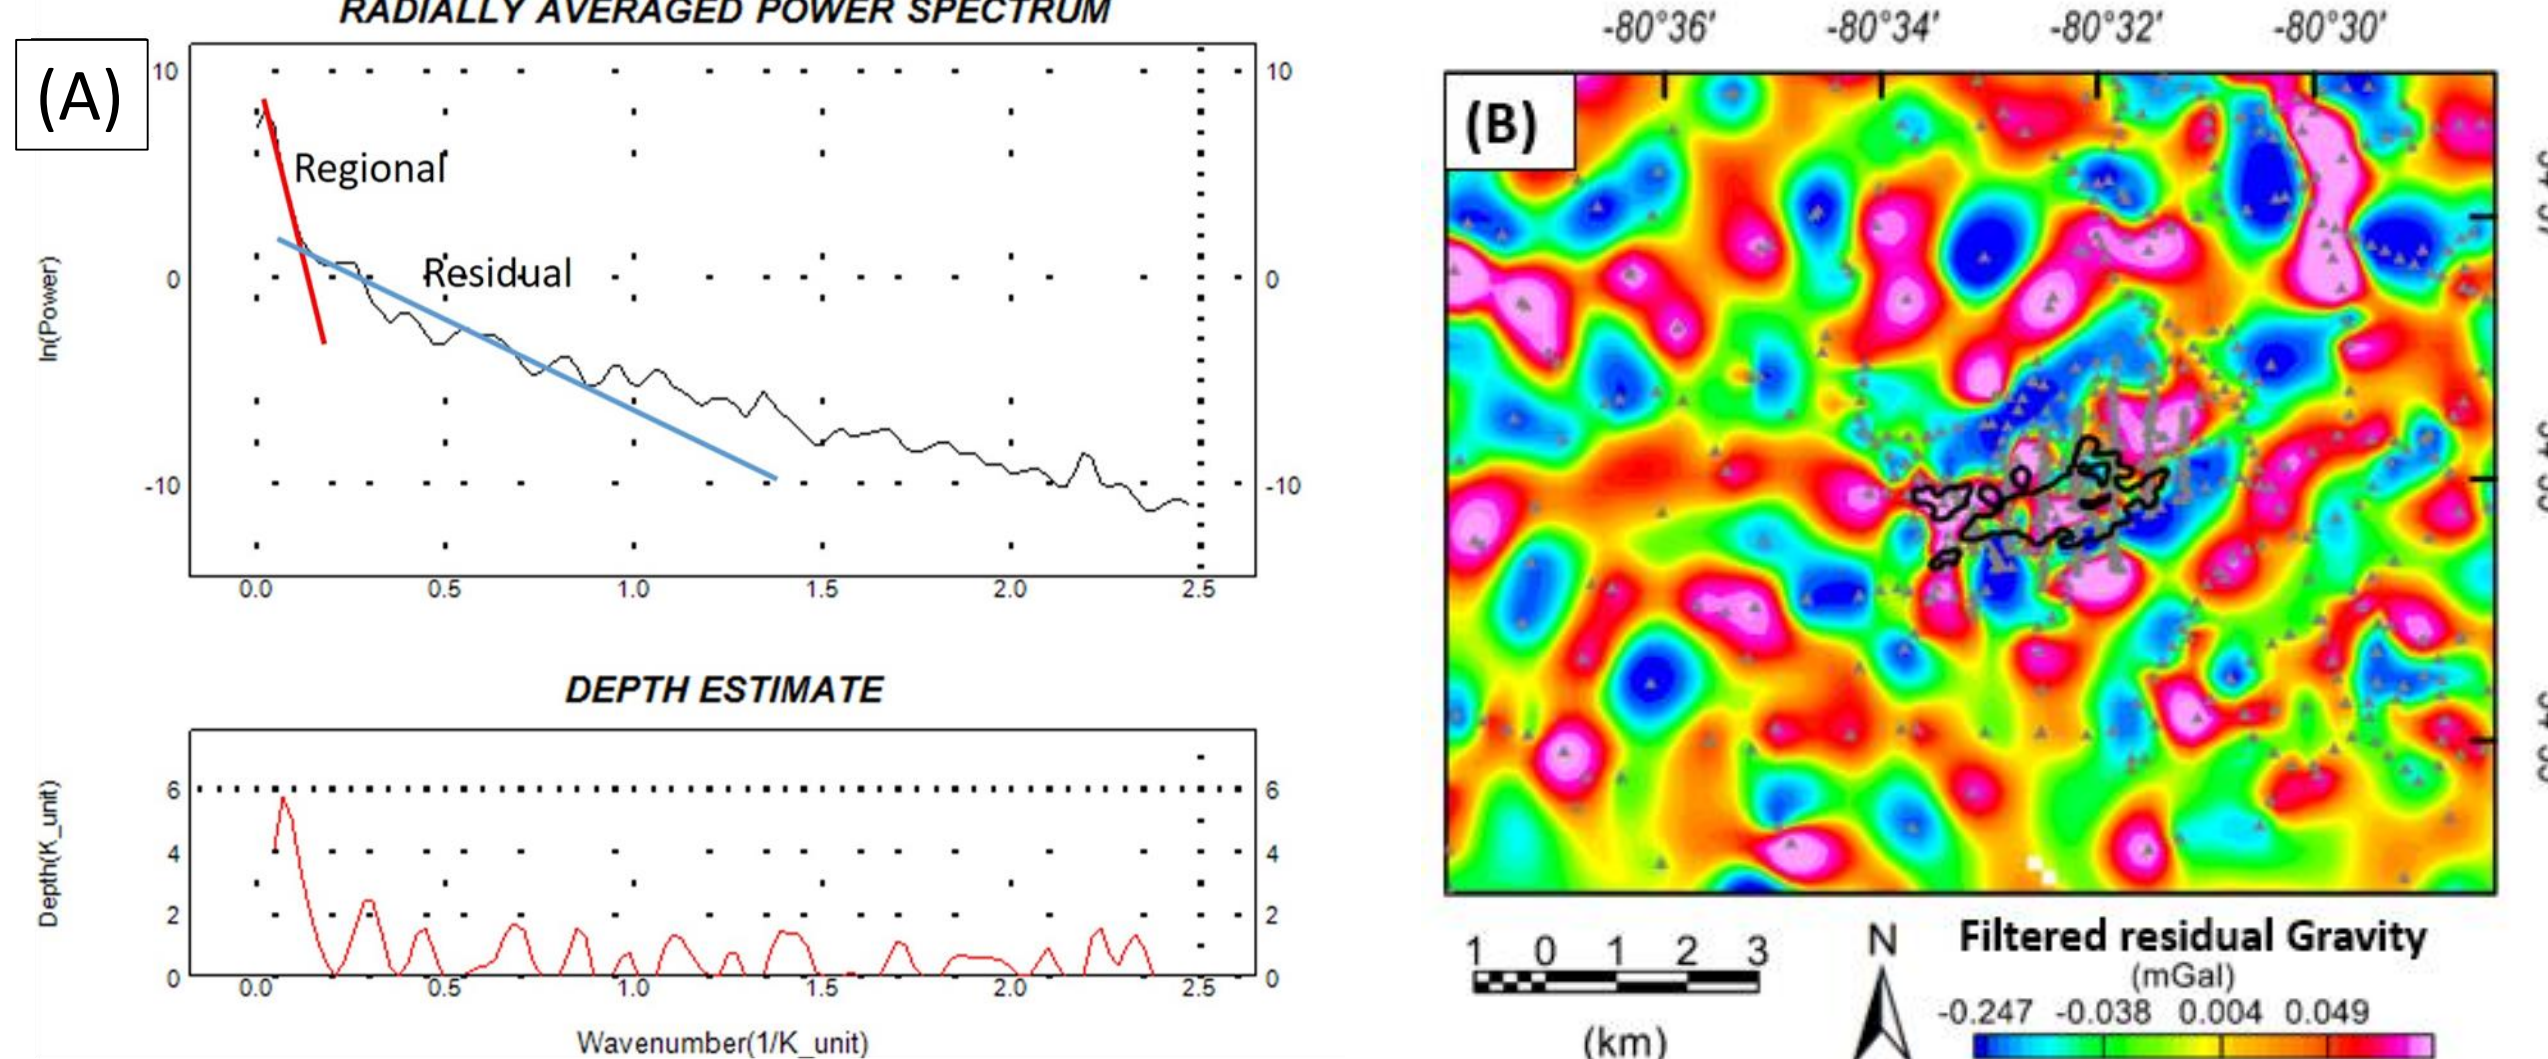 RADIALLY AVERAGED POWER SPECTRUM
(A)
10
10
Regional
Residual
ln(Power)
0
0
-10
-10
0.0 0.5 1.0 1.5 2.0 2.5
DEPTH ESTIMATE
Depth(K_unit)
6
6
4
4
2
2
0
0
0.0 0.5 1.0 1.5 2.0 2.5
Wavenumber(1/K_unit)
-80°36' -80°34' -80°32' -80°30'
(B)
1 0 1 2 3
(km)
N
Filtered residual Gravity
(mGal)
-0.247 -0.038 0.004 0.049